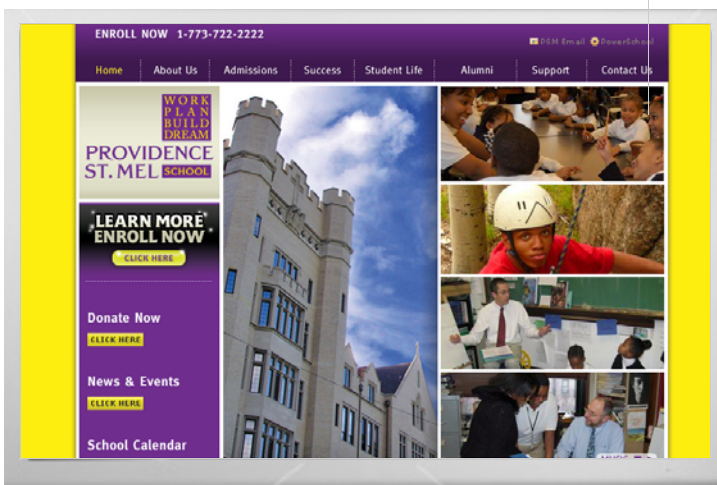 ENROLL NOW 1-773-722-2222
PSM Email PowerSchool
Home About Us Admissions Success Student Life Alumni Support Contact Us
WORK
PLAN
BUILD
DREAM
PROVIDENCE
ST. MEL SCHOOL
LEARN MORE
ENROLL NOW
CLICK HERE
Donate Now
CLICK HERE
News & Events
CLICK HERE
School Calendar